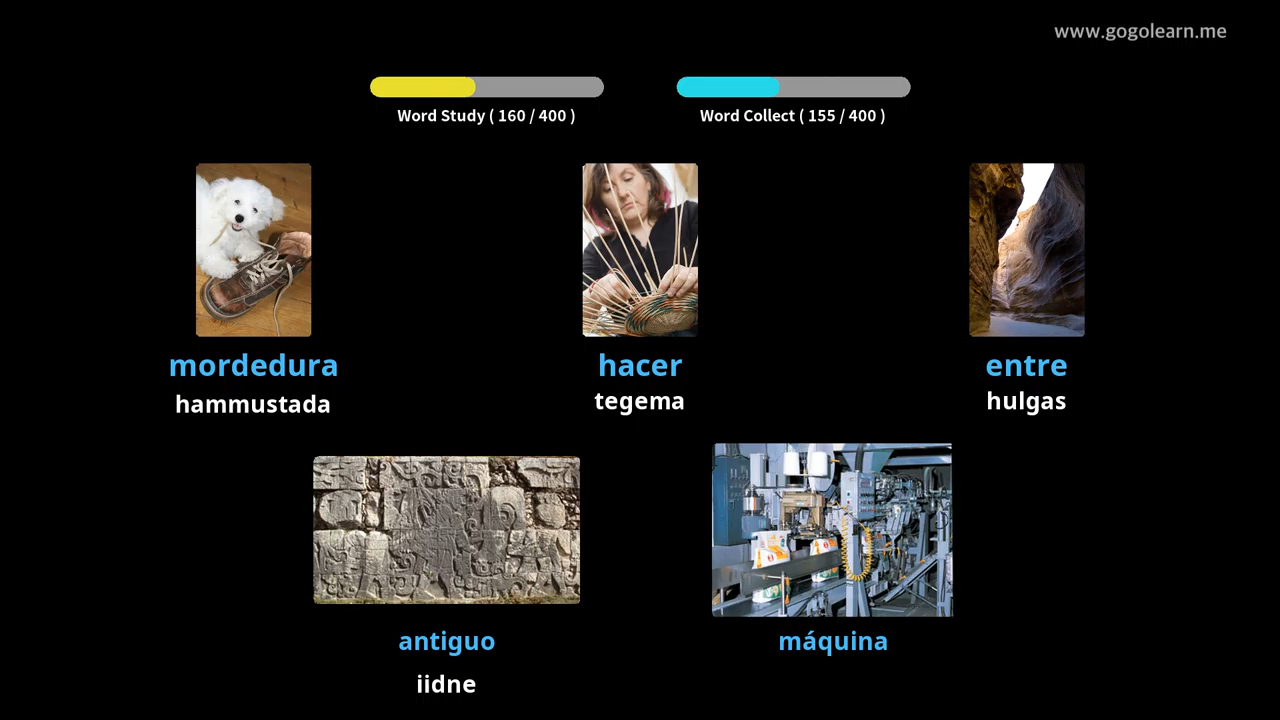 www.gogolearn.me
Word Study ( 160 / 400 )
Word Collect ( 155 / 400 )
mordedura
hammustada
hacer
tegema
entre
hulgas
antiguo
iidne
máquina